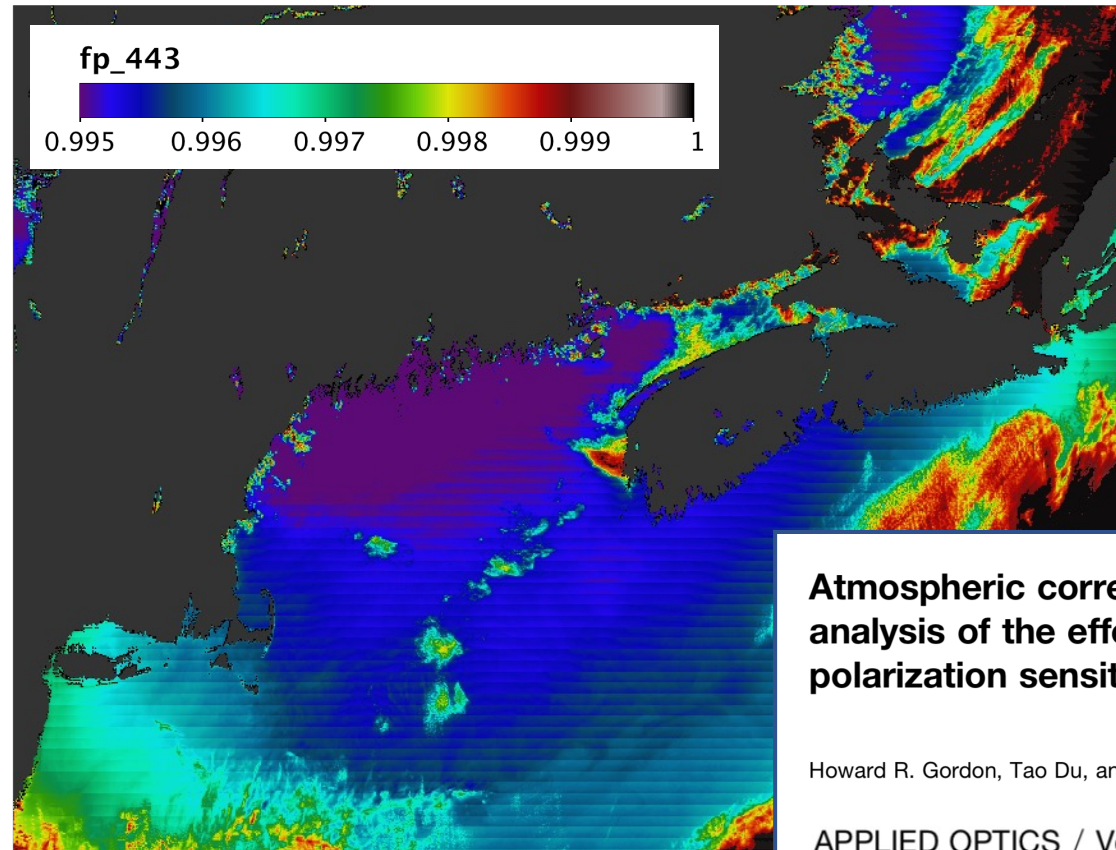 fp_443
0.995 0.996 0.997 0.998 0.999 1
Atmospheric corre
analysis of the effe
polarization sensit
Howard R. Gordon, Tao Du, an
APPLIED OPTICS / V